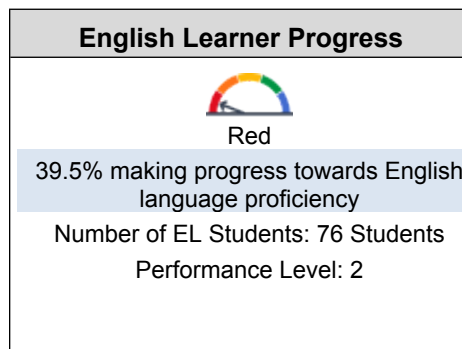 English Learner Progress
Red
39.5% making progress towards English
language proficiency
Number of EL Students: 76 Students
Performance Level: 2